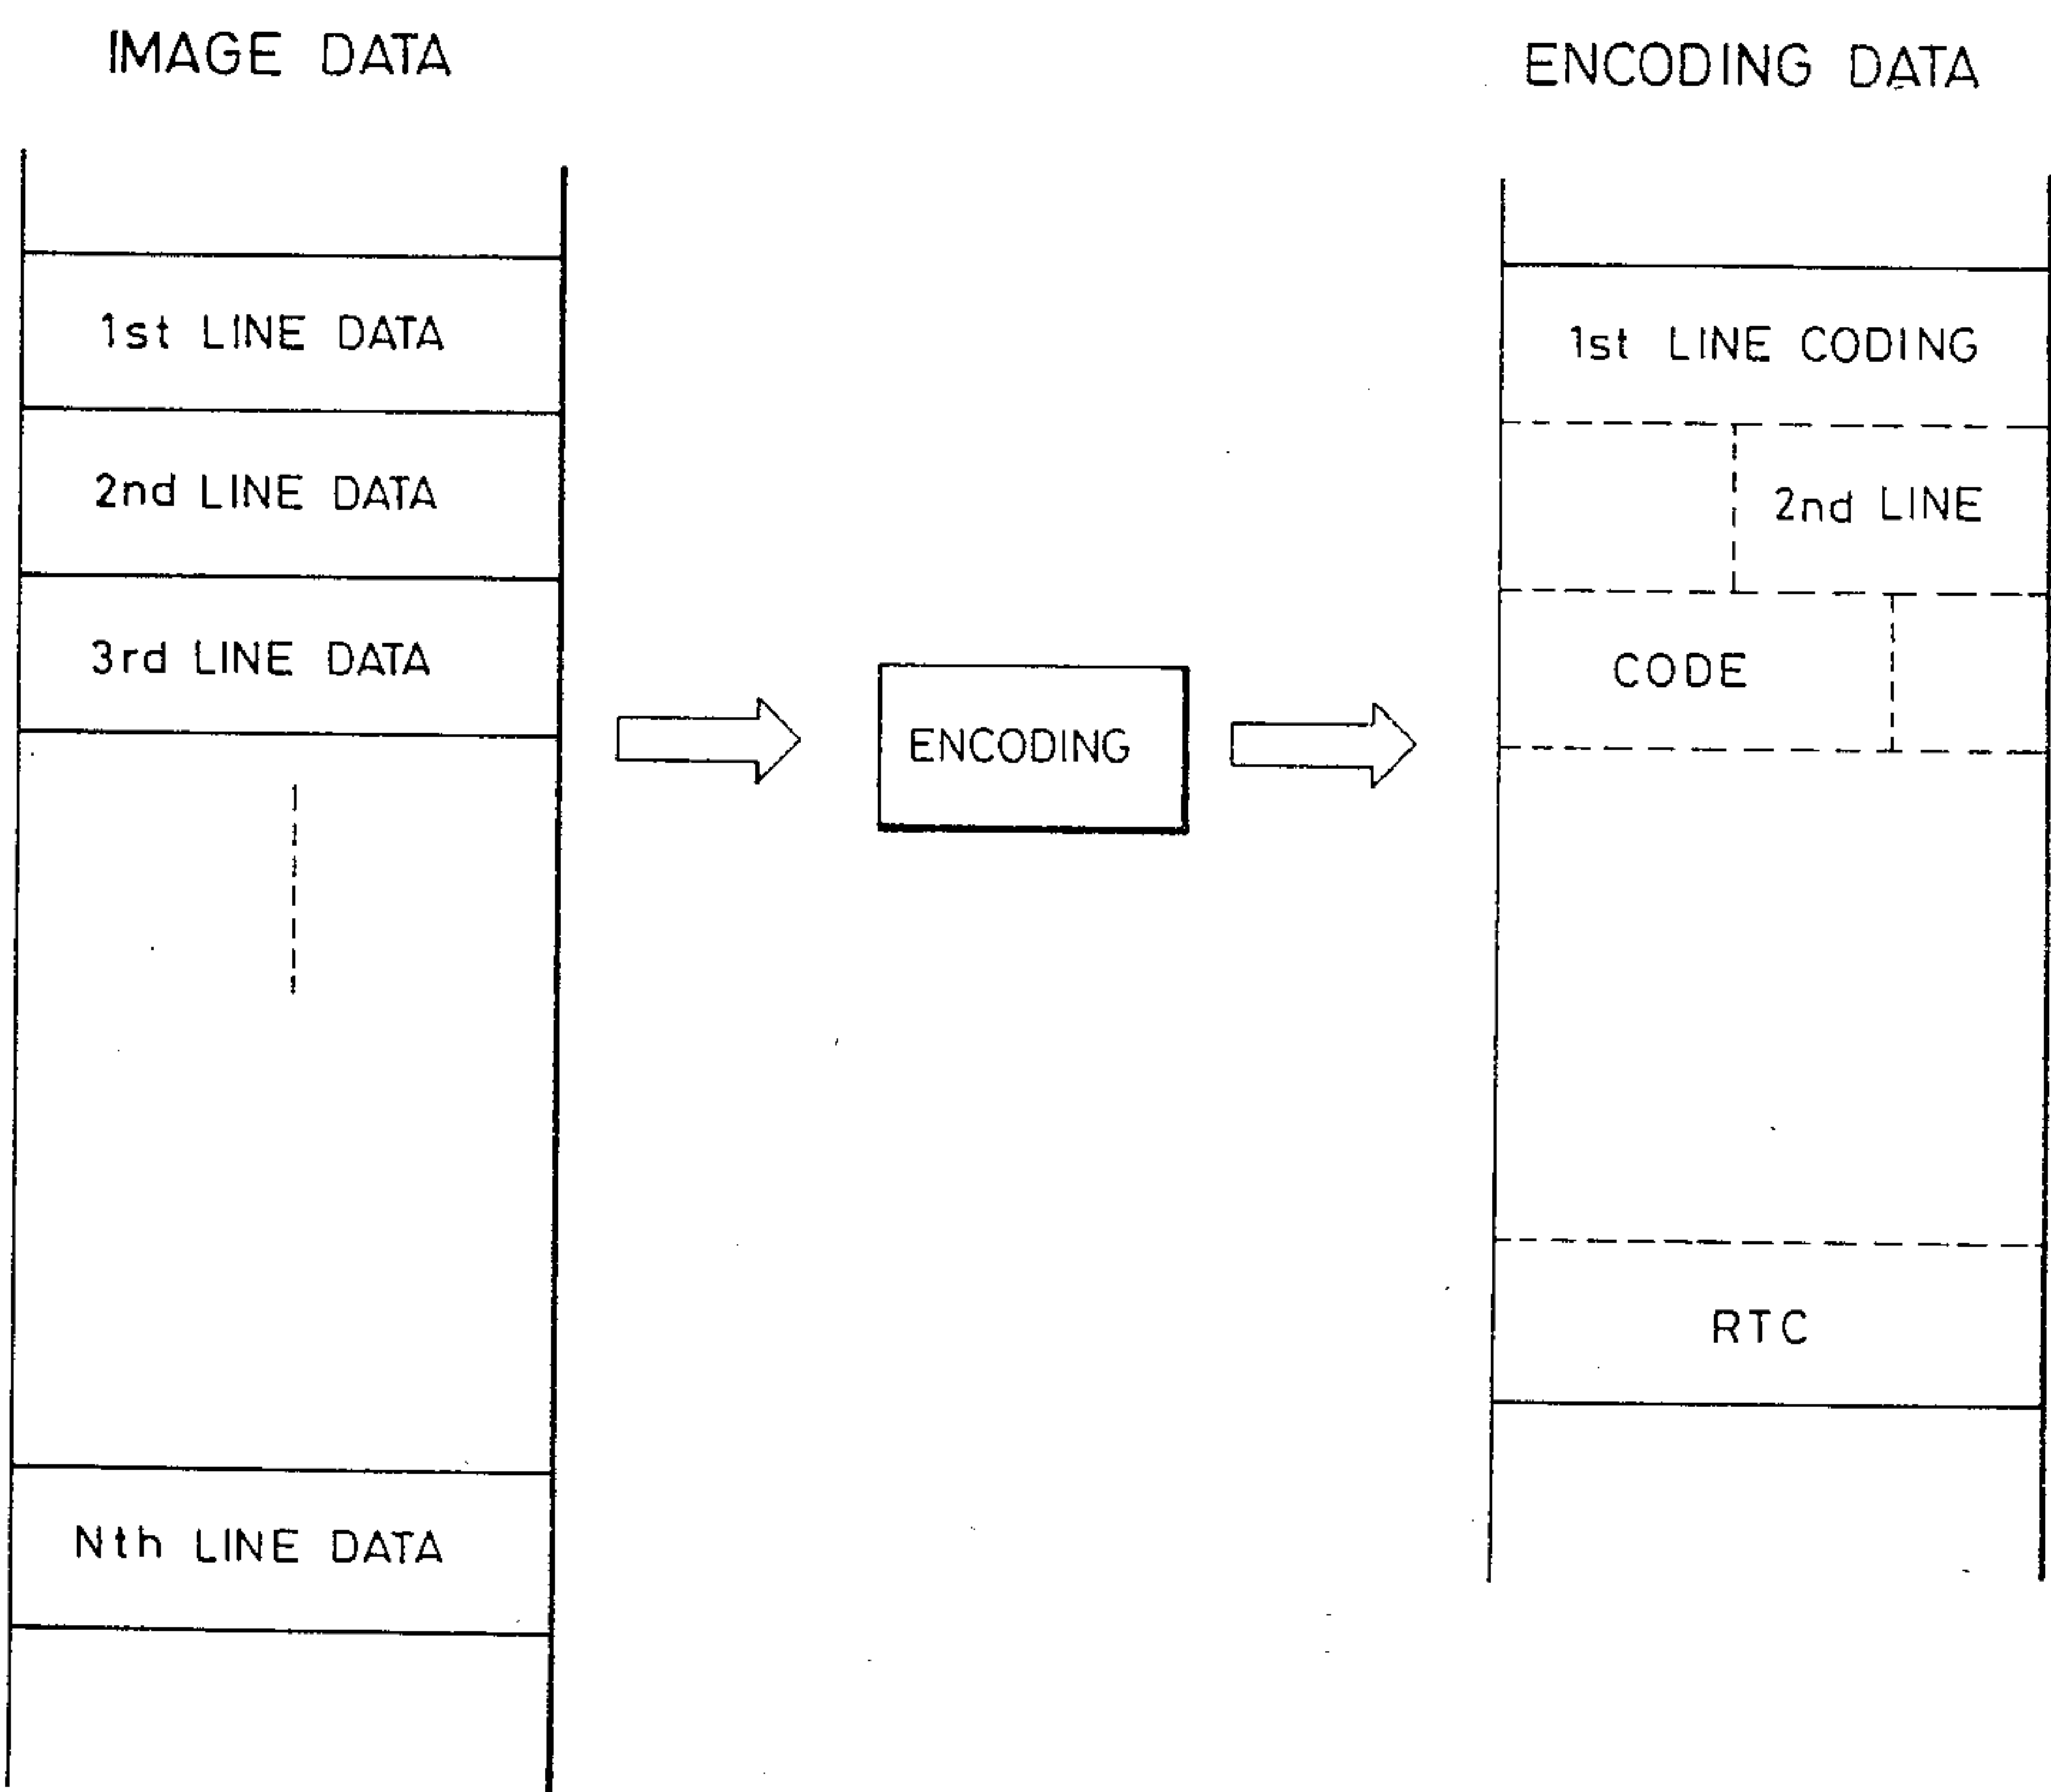 IMAGE DATA
1st LINE DATA
2nd LINE DATA
3rd LINE DATA
Nth LINE DATA
ENCODING
ENCODING DATA
1st LINE CODING
2nd LINE
CODE
RTC